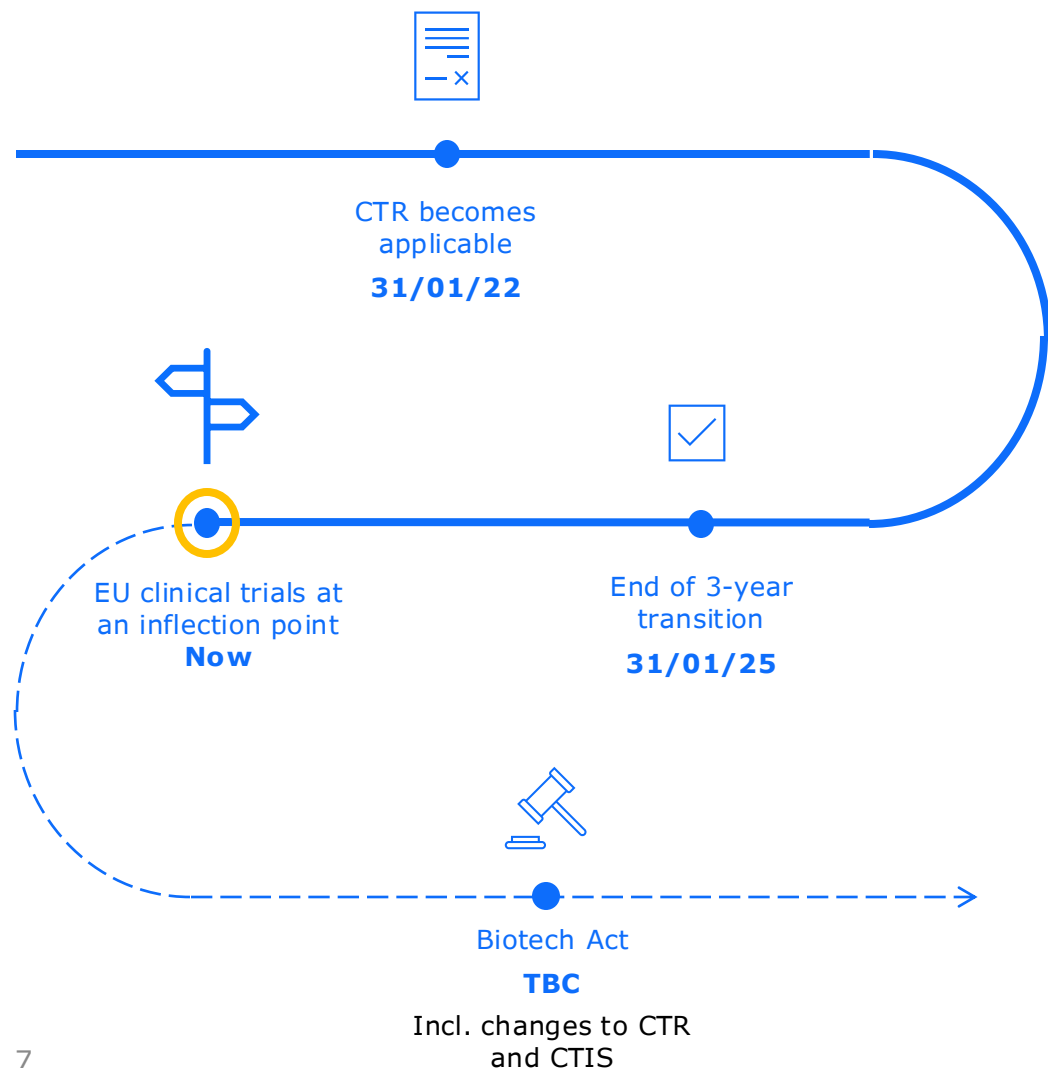 CTR becomes
applicable
31/01/22
EU clinical trials at
an inflection point
Now
End of 3-year
transition
31/01/25
Biotech Act
TBC
Incl. changes to CTR
and CTIS
7